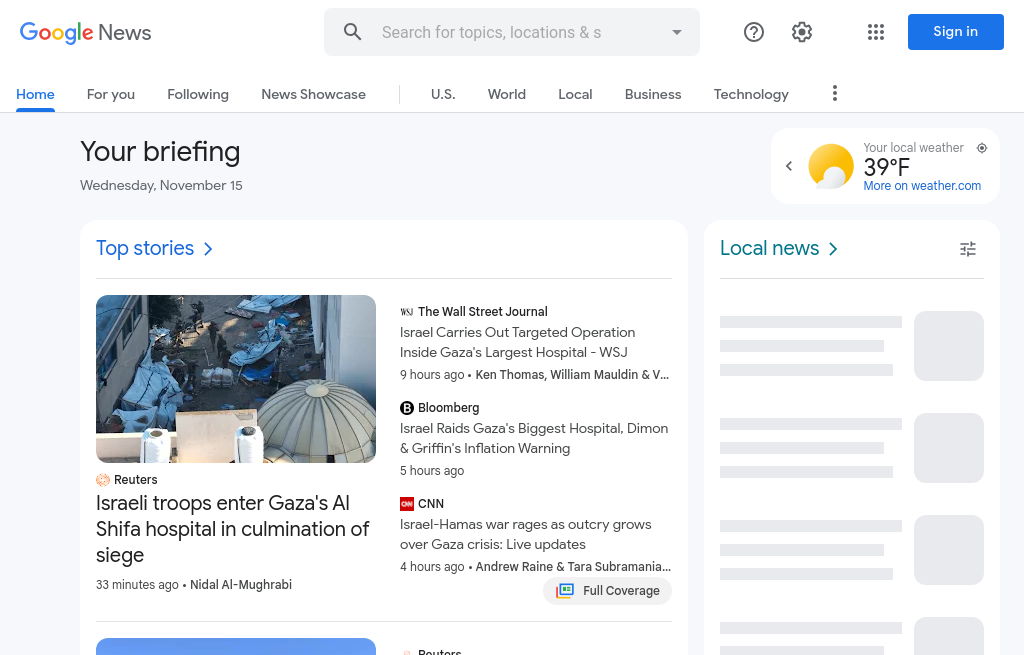 Google News
Search for topics, locations & s
Sign in
Home
For you
Following
News Showcase
U.S.
World
Local
Business
Technology
Your briefing
Wednesday, November 15
Your local weather
39°F
More on weather.com
Top stories
Local news
Reuters
Israeli troops enter Gaza's Al
Shifa hospital in culmination of
siege
33 minutes ago • Nidal Al-Mughrabi
WSJ The Wall Street Journal
Israel Carries Out Targeted Operation
Inside Gaza's Largest Hospital - WSJ
9 hours ago • Ken Thomas, William Mauldin & V...
B Bloomberg
Israel Raids Gaza's Biggest Hospital, Dimon
& Griffin's Inflation Warning
5 hours ago
CNN CNN
Israel-Hamas war rages as outcry grows
over Gaza crisis: Live updates
4 hours ago • Andrew Raine & Tara Subramania...
Full Coverage
Reuters